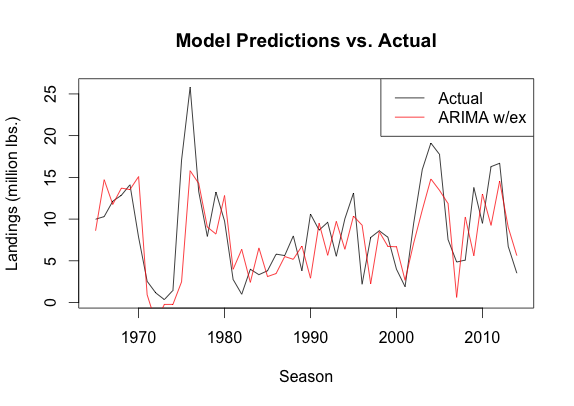 Model Predictions vs. Actual
Landings (million lbs.)
25
20
15
10
5
0
Actual
ARIMA w/ex
1970 1980 1990 2000 2010
Season